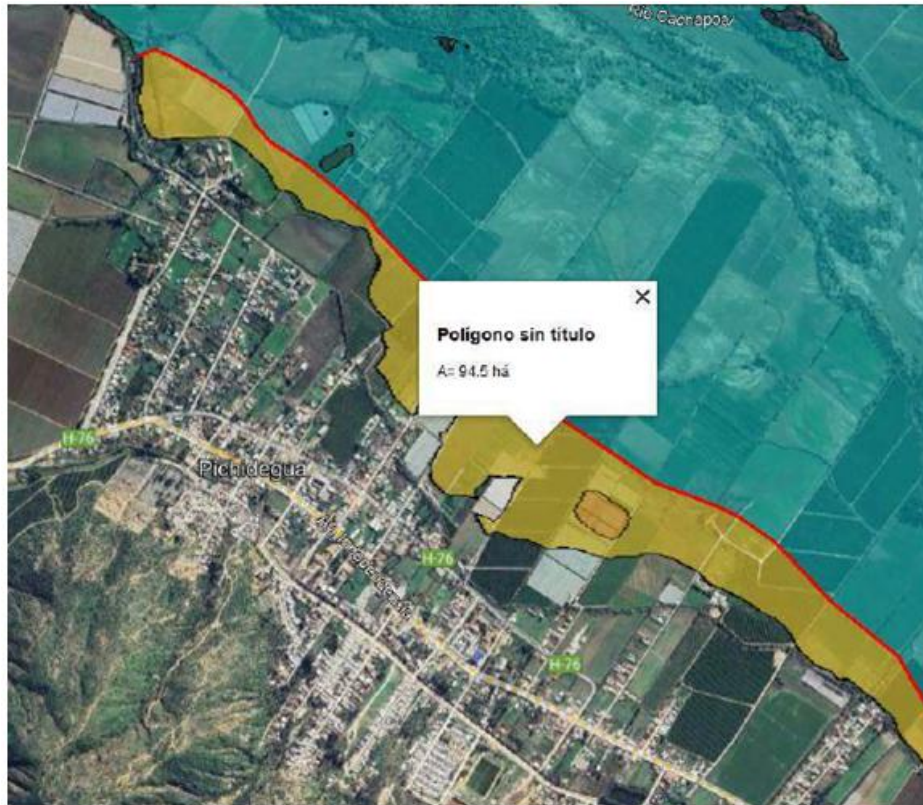 Río Cachapoal
Polígono sin título
A= 94.5 há
H-76
Pichidegua
H-76
H-76